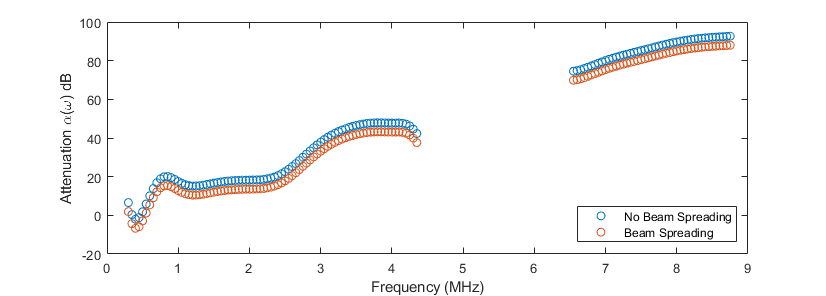 100
80
60
40
20
0
-20
Attenuation α(ω) dB
0 1 2 3 4 5 6 7 8 9
Frequency (MHz)
No Beam Spreading
Beam Spreading